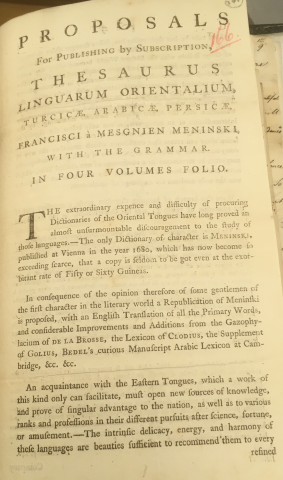 PROPOSALS
For PUBLISHING by SUBSCRIPTION,
166.
THESAURUS
LINGUARUM ORIENTALIUM,
TURCICÆ, ARABICÆ, PERSICÆ,
FRANCISCI à MESGNIEN MENINSKI,
WITH THE GRAMMAR.
IN FOUR VOLUMES FOLIO.
THE extraordinary expence and difficulty of procuring
Dictionaries of the Oriental Tongues have long proved an
almost unsurmountable discouragement to the study of
those languages.—The only Dictionary of character is MENINSKI,
published at Vienna in the year 1680, which has now become so
exceeding scarce, that a copy is seldom to be got even at the exor-
bitant rate of Fifty or Sixty Guineas.
In consequence of the opinion therefore of some gentlemen of
the first character in the literary world a Republication of Meninski
is proposed, with an English Translation of all the Primary Words,
and considerable Improvements and Additions from the Gazophy-
lacium of DE LA BROSSE, the Lexicon of CLODIUS, the Supplement
of GOLIUS, BEDEL's curious Manuscript Arabic Lexicon at Cam-
bridge, &c. &c.
An acquaintance with the Eastern Tongues, which a work of
this kind only can facilitate, must open new sources of knowledge,
and prove of singular advantage to the nation, as well as to various
ranks and professions in their different pursuits after science, fortune,
or amusement.—The intrinsic delicacy, energy, and harmony of
these languages are beauties sufficient to recommend them to every
refined